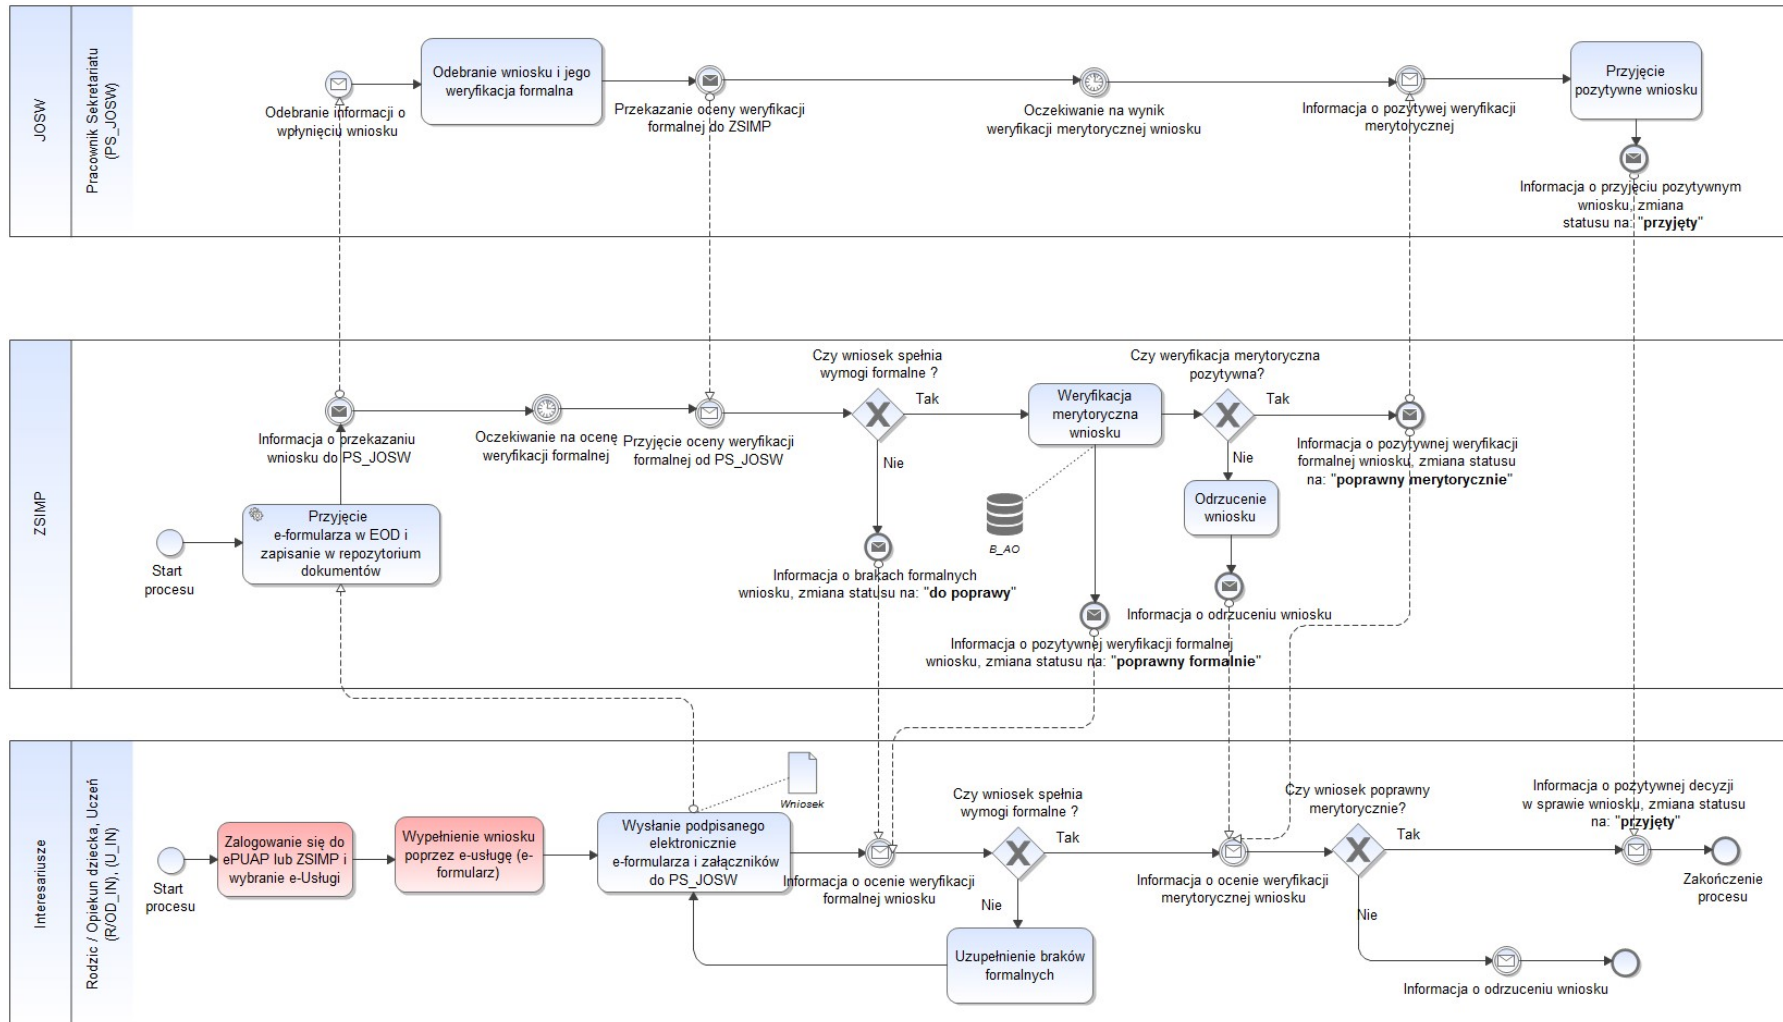 JOSW
Pracownik Sekretariatu
(PS_JOSW)
Odebranie informacji o
wpłynięciu wniosku
Odebranie wniosku i jego
weryfikacja formalna
Przekazanie oceny weryfikacji
formalnej do ZSIMP
Oczekiwanie na wynik
weryfikacji merytorycznej wniosku
Informacja o pozytywej weryfikacji
merytorycznej
Przyjęcie
pozytywne wniosku
Informacja o przyjęciu pozytywnym
wniosku, zmiana
statusu na: "przyjęty"
ZSIMP
Start
procesu
Przyjęcie
e-formularza w EOD i
zapisanie w repozytorium
dokumentów
Informacja o przekazaniu
wniosku do PS_JOSW
Oczekiwanie na ocenę
weryfikacji formalnej
Przyjęcie oceny weryfikacji
formalnej od PS_JOSW
Czy wniosek spełnia
wymogi formalne ?
Tak
Nie
Informacja o brakach formalnych
wniosku, zmiana statusu na: "do poprawy"
Weryfikacja
merytoryczna
wniosku
B_AO
Informacja o pozytywnej weryfikacji formalnej
wniosku, zmiana statusu na: "poprawny formalnie"
Czy weryfikacja merytoryczna
pozytywna?
Tak
Nie
Odrzucenie
wniosku
Informacja o odrzuceniu wniosku
Informacja o pozytywnej weryfikacji
formalnej wniosku, zmiana statusu
na: "poprawny merytorycznie"
Interesariusze
Rodzic / Opiekun dziecka, Uczeń
(R/OD_IN), (U_IN)
Start
procesu
Zalogowanie się do
ePUAP lub ZSIMP i
wybranie e-Usługi
Wypełnienie wniosku
poprzez e-usługę (e-
formularz)
Wysłanie podpisanego
elektronicznie
e-formularza i załączników
do PS_JOSW
Wniosek
Informacja o ocenie weryfikacji
formalnej wniosku
Czy wniosek spełnia
wymogi formalne ?
Tak
Nie
Uzupełnienie braków
formalnych
Informacja o ocenie weryfikacji
merytorycznej wniosku
Czy wniosek poprawny
merytorycznie?
Tak
Nie
Informacja o pozytywnej decyzji
w sprawie wniosku, zmiana statusu
na: "przyjęty"
Zakończenie
procesu
Informacja o odrzuceniu wniosku